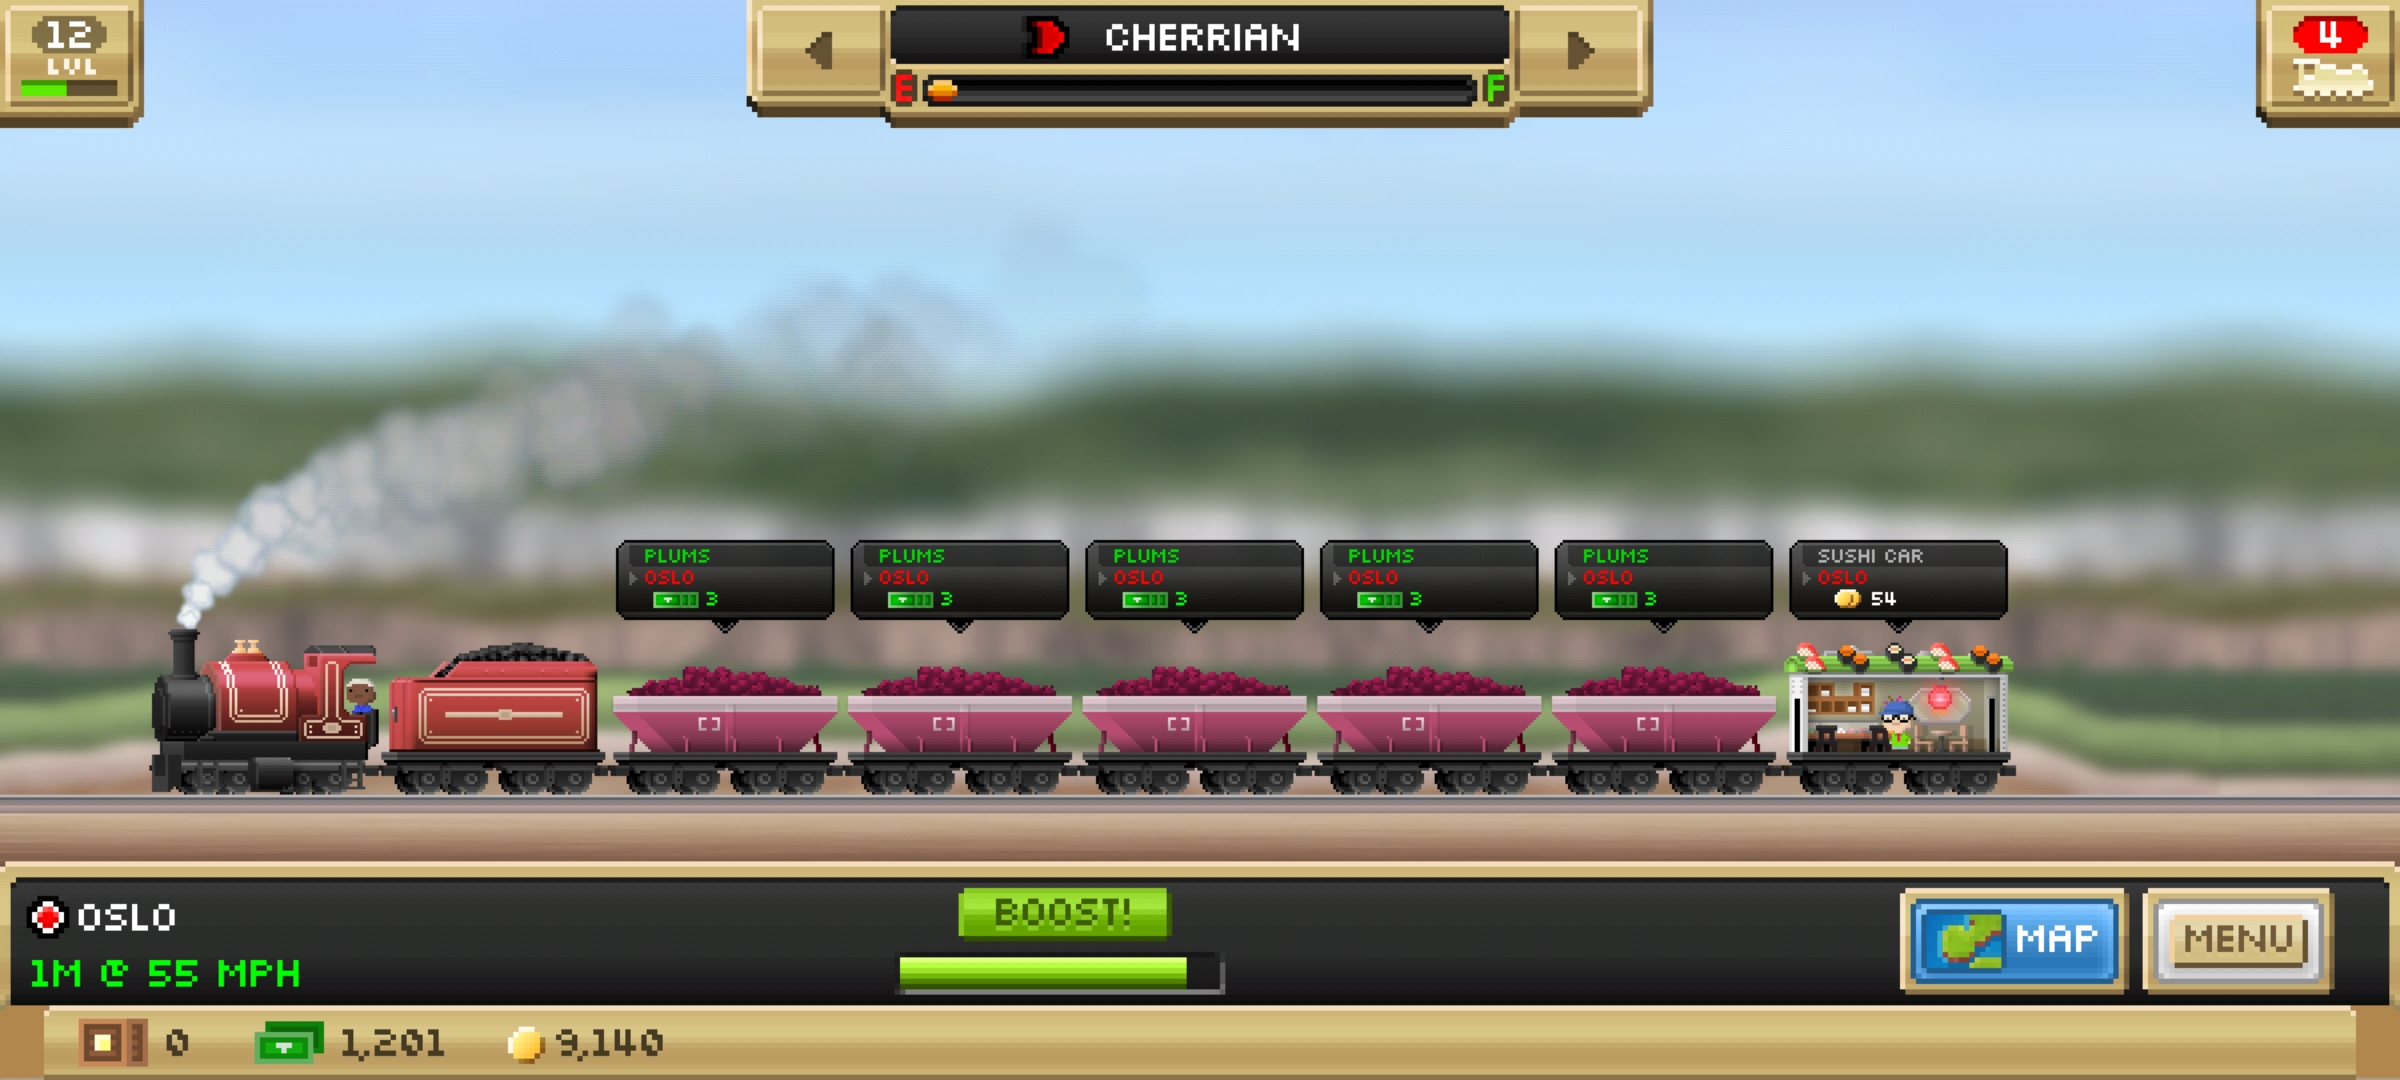 12
LVL
CHERRIAN
E F
4
PLUMS
OSLO
3
PLUMS
OSLO
3
PLUMS
OSLO
3
PLUMS
OSLO
3
PLUMS
OSLO
3
SUSHI CAR
OSLO
54
OSLO
1M @ 55 MPH
BOOST!
MAP
MENU
0
1,201
9,140